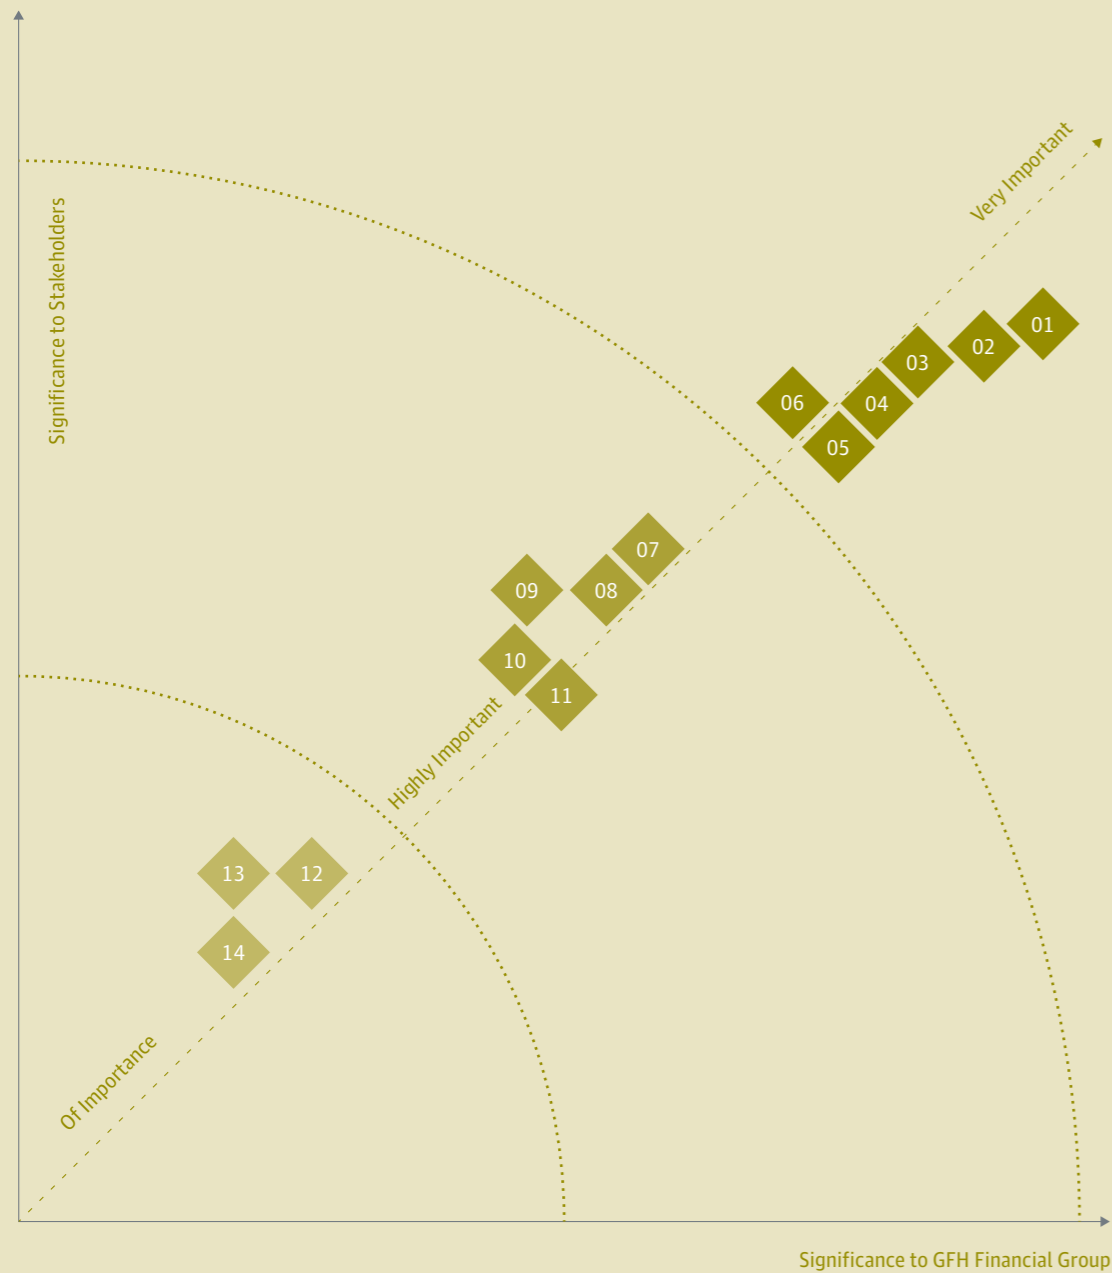 Very Important
Significance to Stakeholders
01
02
03
04
06
05
07
09
08
10
11
Highly Important
13
12
14
Of Importance
Significance to GFH Financial Group